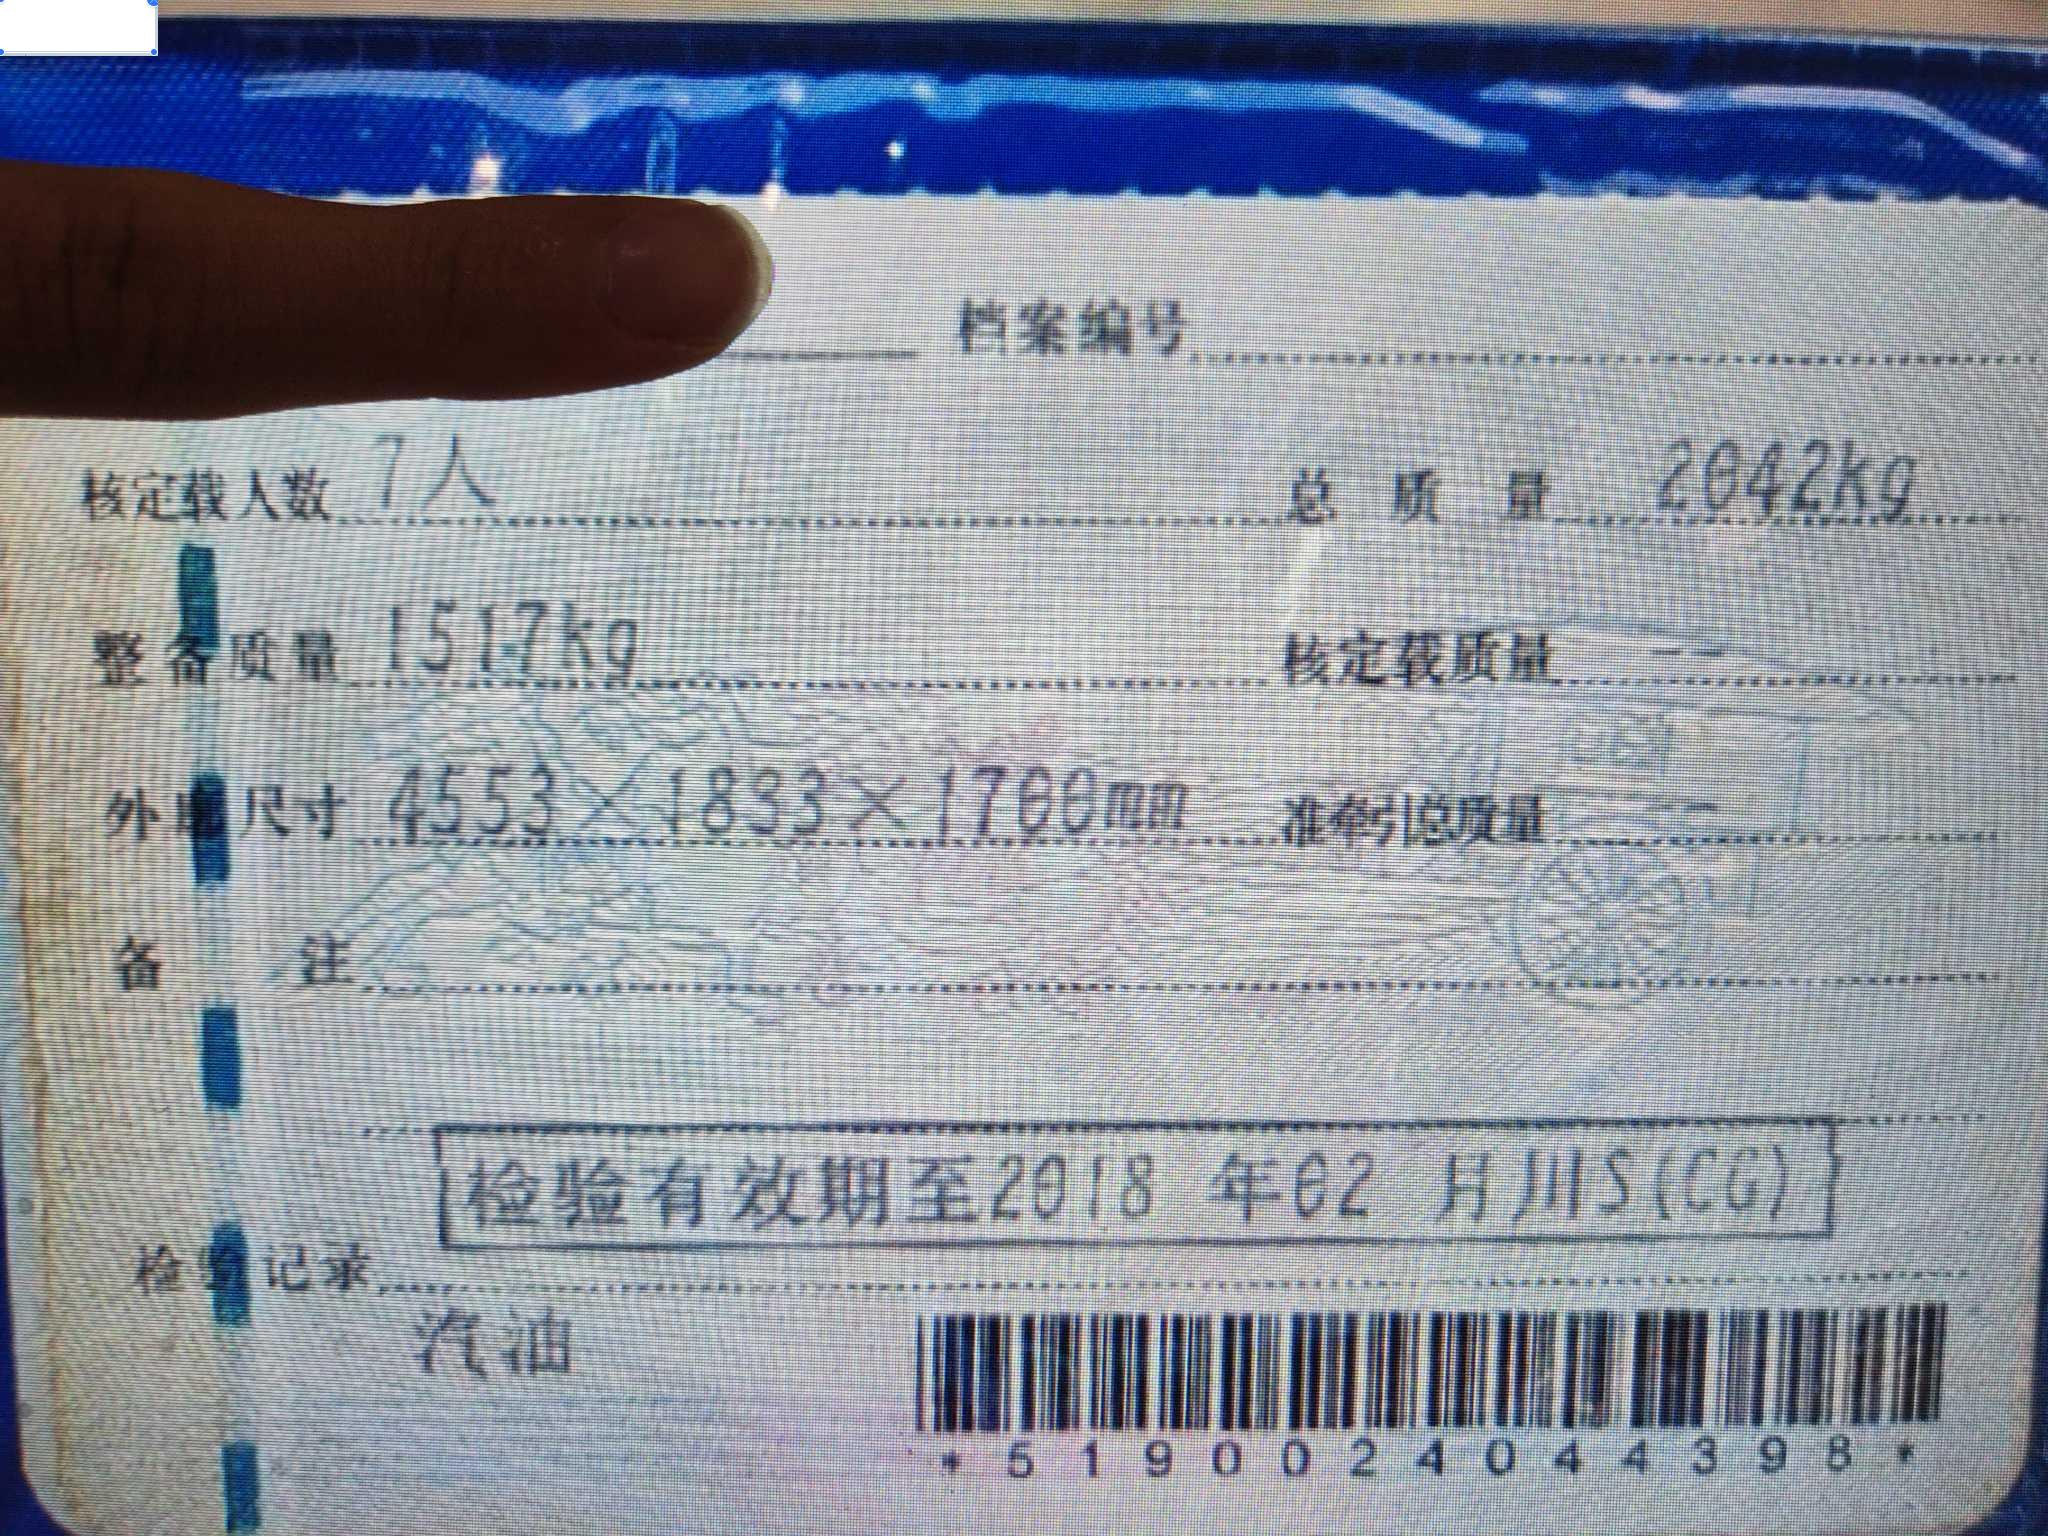 档案编号
核定载人数 7人 总质量 2042kg
整备质量 1517kg 核定载质量 --
外廓尺寸 4553×1833×1700mm 准牵引总质量 --
备注
检验有效期至2018 年02 月川S(CG)
检验记录
汽油
*5190024044398*